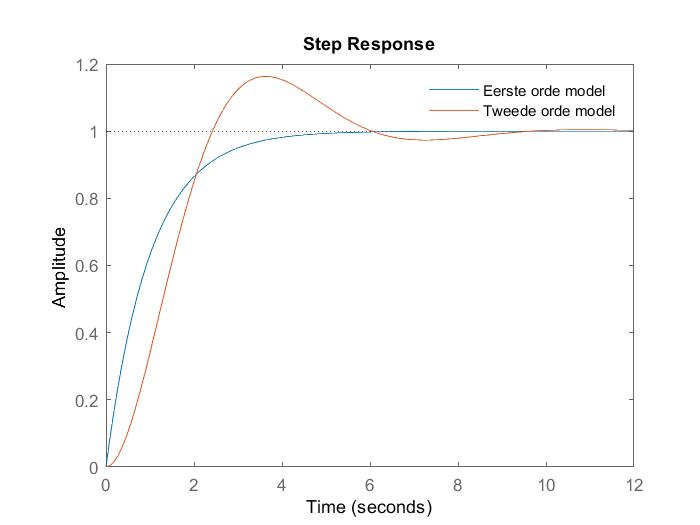 Step Response
1.2
Eerste orde model
Tweede orde model
1
0.8
0.6
Amplitude
0.4
0.2
0
0 2 4 6 8 10 12
Time (seconds)